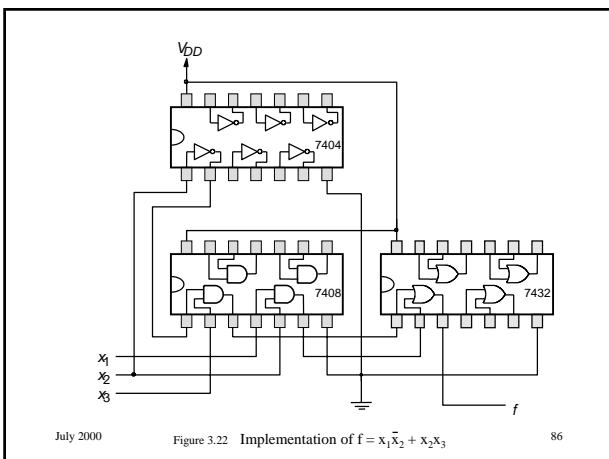 V_DD
7404
7408
7432
x₁
x₂
x₃
f
July 2000
Figure 3.22 Implementation of f = x₁x̄₂ + x₂x₃
86